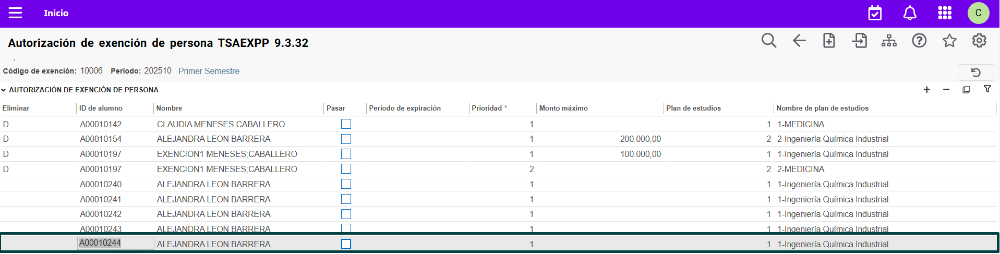 Inicio
C
Autorización de exención de persona TSAEXPP 9.3.32
Código de exención: 10006 Periodo: 202510 Primer Semestre
AUTORIZACIÓN DE EXENCIÓN DE PERSONA
Eliminar ID de alumno Nombre Pasar Periodo de expiración Prioridad * Monto máximo Plan de estudios Nombre de plan de estudios
D A00010142 CLAUDIA MENESES CABALLERO 1 1 1-MEDICINA
D A00010154 ALEJANDRA LEON BARRERA 1 200.000,00 2 2-Ingeniería Química Industrial
D A00010197 EXENCION1 MENESES;CABALLERO 1 100.000,00 1 1-Ingeniería Química Industrial
D A00010197 EXENCION1 MENESES;CABALLERO 2 2 2-MEDICINA
A00010240 ALEJANDRA LEON BARRERA 1 1 1-Ingeniería Química Industrial
A00010241 ALEJANDRA LEON BARRERA 1 1 1-Ingeniería Química Industrial
A00010242 ALEJANDRA LEON BARRERA 1 1 1-Ingeniería Química Industrial
A00010243 ALEJANDRA LEON BARRERA 1 1 1-Ingeniería Química Industrial
A00010244 ALEJANDRA LEON BARRERA 1 1 1-Ingeniería Química Industrial